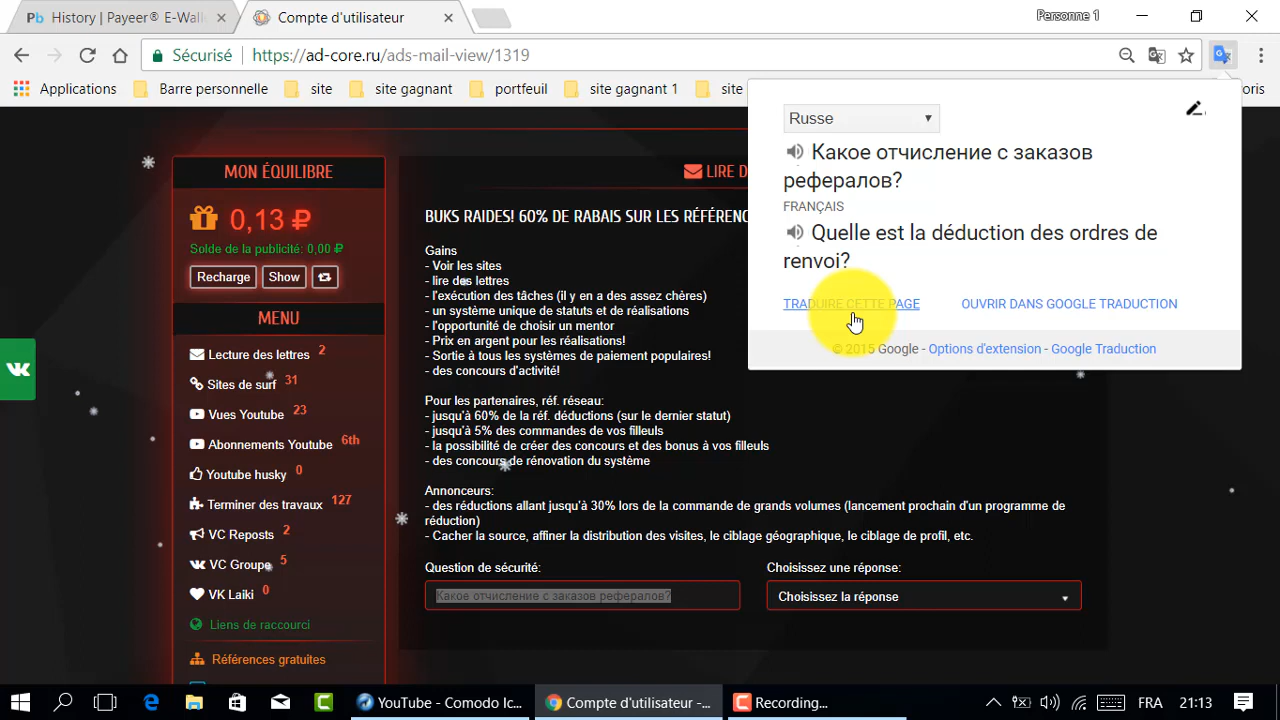 History | Payeer® E-Wall
Compte d'utilisateur
Personne 1
Sécurisé
https://ad-core.ru/ads-mail-view/1319
Applications
Barre personnelle
site
site gagnant
portfeuil
site gagnant 1
site
oris
Russe
Какое отчисление с заказов
рефералов?
FRANÇAIS
Quelle est la déduction des ordres de
renvoi?
TRADUIRE CETTE PAGE
OUVRIR DANS GOOGLE TRADUCTION
© 2015 Google - Options d'extension - Google Traduction
MON ÉQUILIBRE
0,13 ₽
Solde de la publicité: 0,00 ₽
Recharge
Show
MENU
Lecture des lettres 2
Sites de surf 31
Vues Youtube 23
Abonnements Youtube 6th
Youtube husky 0
Terminer des travaux 127
VC Reposts 2
VC Groupe 5
VK Laiki 0
Liens de raccourci
Références gratuites
LIRE D
BUKS RAIDES! 60% DE RABAIS SUR LES RÉFÉRENC
Gains
- Voir les sites
- lire des lettres
- l'exécution des tâches (il y en a des assez chères)
- un système unique de statuts et de réalisations
- l'opportunité de choisir un mentor
- Prix en argent pour les réalisations!
- Sortie à tous les systèmes de paiement populaires!
- des concours d'activité!
Pour les partenaires, réf. réseau:
- jusqu'à 60% de la réf. déductions (sur le dernier statut)
- jusqu'à 5% des commandes de vos filleuls
- la possibilité de créer des concours et des bonus à vos filleuls
- des concours de rénovation du système
Annonceurs:
- des réductions allant jusqu'à 30% lors de la commande de grands volumes (lancement prochain d'un programme de
réduction)
- Cacher la source, affiner la distribution des visites, le ciblage géographique, le ciblage de profil, etc.
Question de sécurité:
Какое отчисление с заказов рефералов?
Choisissez une réponse:
Choisissez la réponse
YouTube - Comodo Ic...
Compte d'utilisateur -...
Recording...
FRA
21:13